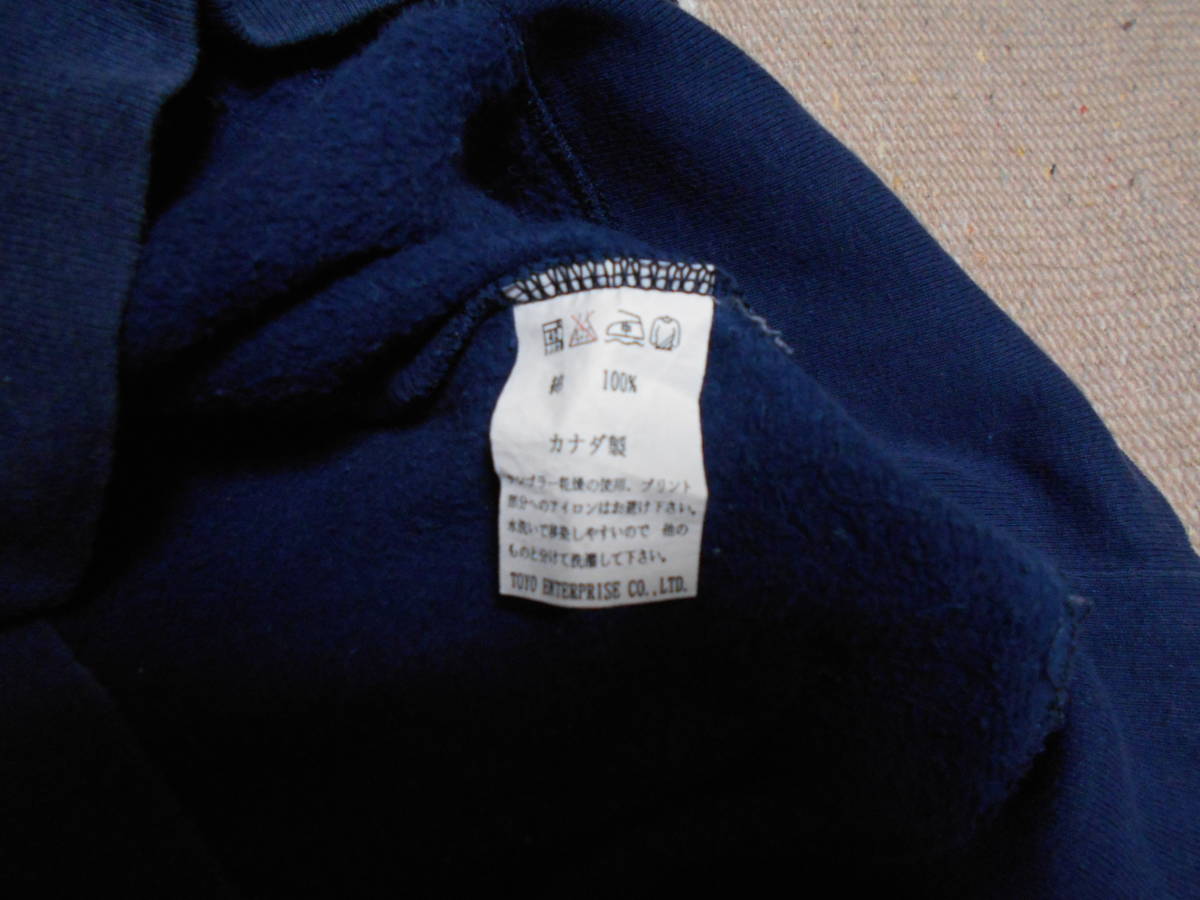 綿 100%
カナダ製
タンブラー乾燥の使用、プリント
部分へのアイロンはお避け下さい。
水洗いで移染しやすいので 他の
ものと分けて洗濯して下さい。
TOYO ENTERPRISE CO.,LTD.